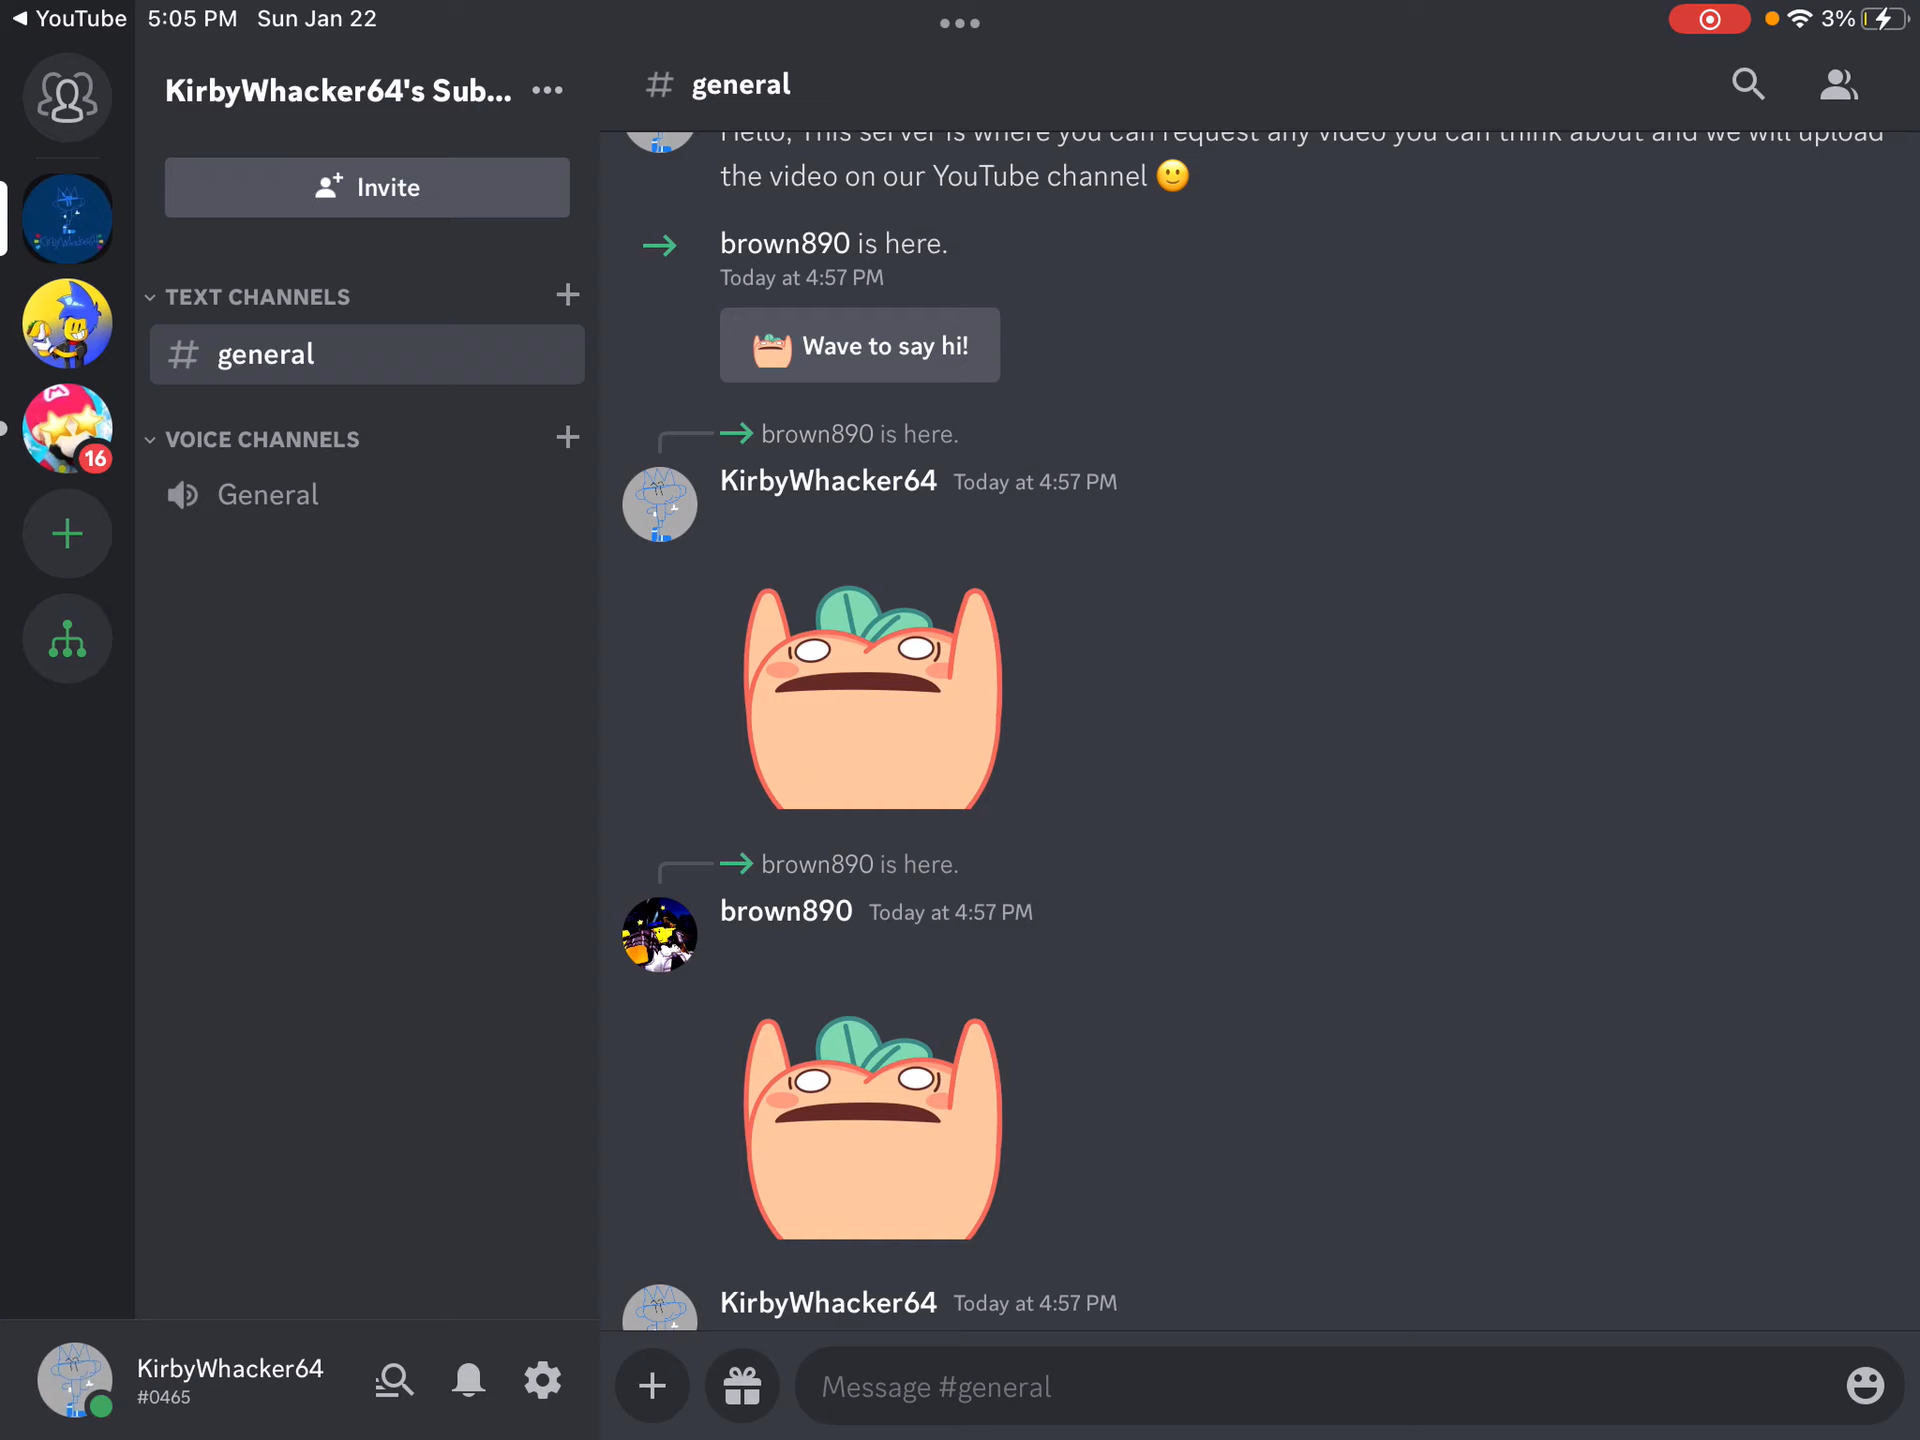 YouTube 5:05 PM Sun Jan 22
3%
KirbyWhacker64's Sub...
Invite
TEXT CHANNELS
general
VOICE CHANNELS
General
16
KirbyWhacker64
#0465
general
Hello, This server is where you can request any video you can think about and we will upload
the video on our YouTube channel 🙂
brown890 is here.
Today at 4:57 PM
Wave to say hi!
brown890 is here.
KirbyWhacker64 Today at 4:57 PM
brown890 is here.
brown890 Today at 4:57 PM
KirbyWhacker64 Today at 4:57 PM
Message #general